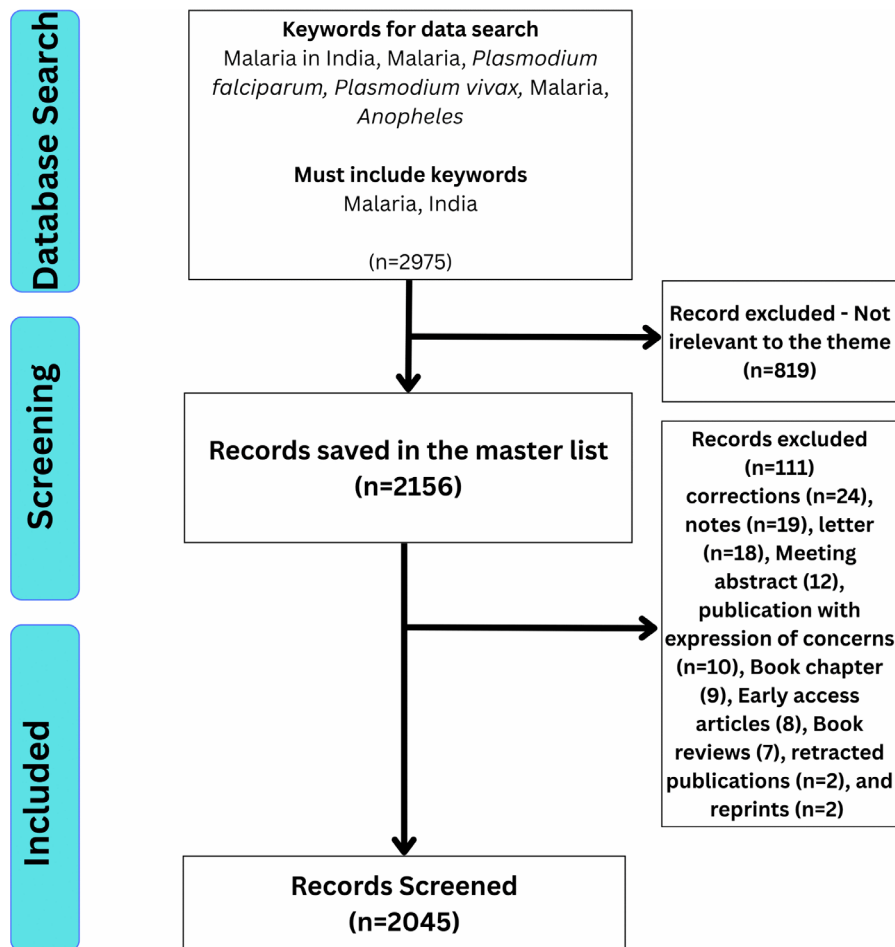 Database Search
Keywords for data search
Malaria in India, Malaria, Plasmodium
falciparum, Plasmodium vivax, Malaria,
Anopheles
Must include keywords
Malaria, India
(n=2975)
Record excluded - Not
irelevant to the theme
(n=819)
Screening
Records saved in the master list
(n=2156)
Records excluded
(n=111)
corrections (n=24),
notes (n=19), letter
(n=18), Meeting
abstract (12),
publication with
expression of concerns
(n=10), Book chapter
(9), Early access
articles (8), Book
reviews (7), retracted
publications (n=2), and
reprints (n=2)
Included
Records Screened
(n=2045)